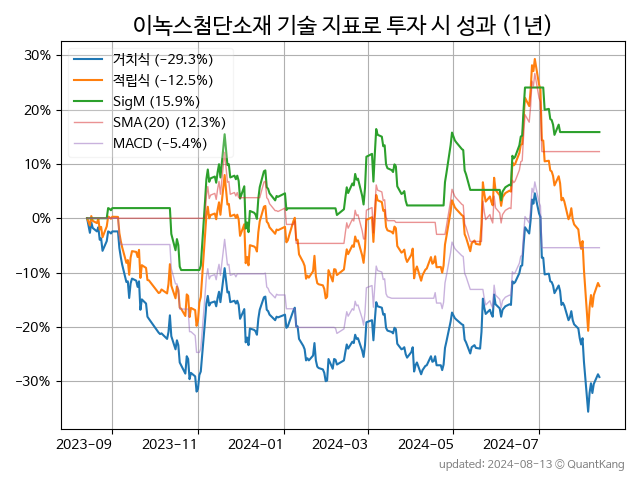 이녹스첨단소재 기술 지표로 투자 시 성과 (1년)
거치식 (−29.3%)
적립식 (−12.5%)
SigM (15.9%)
SMA(20) (12.3%)
MACD (−5.4%)
30%
20%
10%
0%
−10%
−20%
−30%
2023-09 2023-11 2024-01 2024-03 2024-05 2024-07
updated: 2024-08-13 © QuantKang